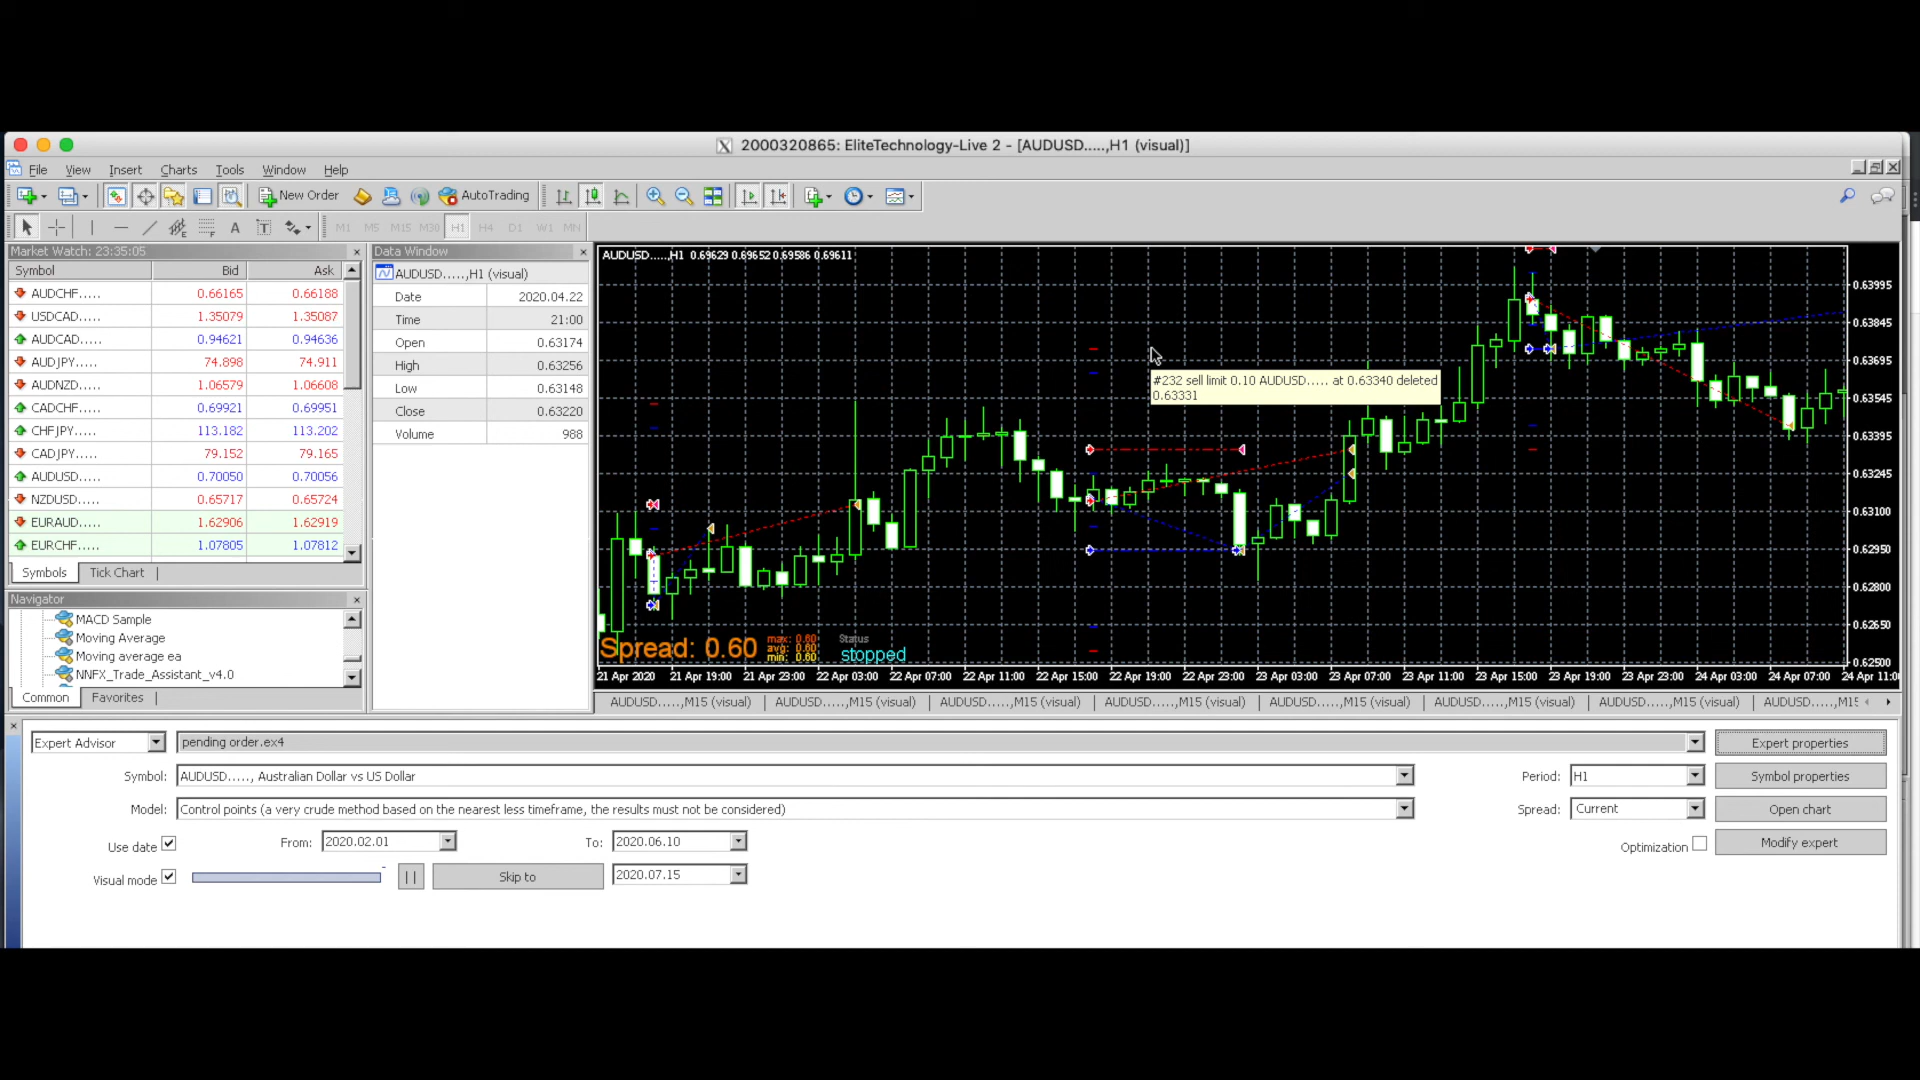 2000320865: EliteTechnology-Live 2 - [AUDUSD.....,H1 (visual)]
File View Insert Charts Tools Window Help
New Order AutoTrading
A T M1 M5 M15 M30 H1 H4 D1 W1 MN
Market Watch: 23:35:05
Symbol Bid Ask
AUDCHF..... 0.66165 0.66188
USDCAD..... 1.35079 1.35087
AUDCAD..... 0.94621 0.94636
AUDJPY..... 74.898 74.911
AUDNZD..... 1.06579 1.06608
CADCHF..... 0.69921 0.69951
CHFJPY..... 113.182 113.202
CADJPY..... 79.152 79.165
AUDUSD..... 0.70050 0.70056
NZDUSD..... 0.65717 0.65724
EURAUD..... 1.62906 1.62919
EURCHF..... 1.07805 1.07812
Symbols Tick Chart
Navigator
MACD Sample
Moving Average
Moving average ea
NNFX_Trade_Assistant_v4.0
Common Favorites
Data Window
AUDUSD.....,H1 (visual)
Date 2020.04.22
Time 21:00
Open 0.63174
High 0.63256
Low 0.63148
Close 0.63220
Volume 988
AUDUSD.....,H1 0.69629 0.69652 0.69586 0.69611
#232 sell limit 0.10 AUDUSD..... at 0.63340 deleted
0.63331
0.63995
0.63845
0.63695
0.63545
0.63395
0.63245
0.63100
0.62950
0.62800
0.62650
0.62500
Spread: 0.60
max: 0.60
avg: 0.60
min: 0.60
Status
stopped
21 Apr 2020 21 Apr 19:00 21 Apr 23:00 22 Apr 03:00 22 Apr 07:00 22 Apr 11:00 22 Apr 15:00 22 Apr 19:00 22 Apr 23:00 23 Apr 03:00 23 Apr 07:00 23 Apr 11:00 23 Apr 15:00 23 Apr 19:00 23 Apr 23:00 24 Apr 03:00 24 Apr 07:00 24 Apr 11:0
AUDUSD.....,M15 (visual) AUDUSD.....,M15 (visual) AUDUSD.....,M15 (visual) AUDUSD.....,M15 (visual) AUDUSD.....,M15 (visual) AUDUSD.....,M15 (visual) AUDUSD.....,M15 (visual) AUDUSD.....,M15
Expert Advisor pending order.ex4 Expert properties
Symbol: AUDUSD....., Australian Dollar vs US Dollar Period: H1 Symbol properties
Model: Control points (a very crude method based on the nearest less timeframe, the results must not be considered) Spread: Current Open chart
Use date From: 2020.02.01 To: 2020.06.10 Optimization Modify expert
Visual mode Skip to 2020.07.15